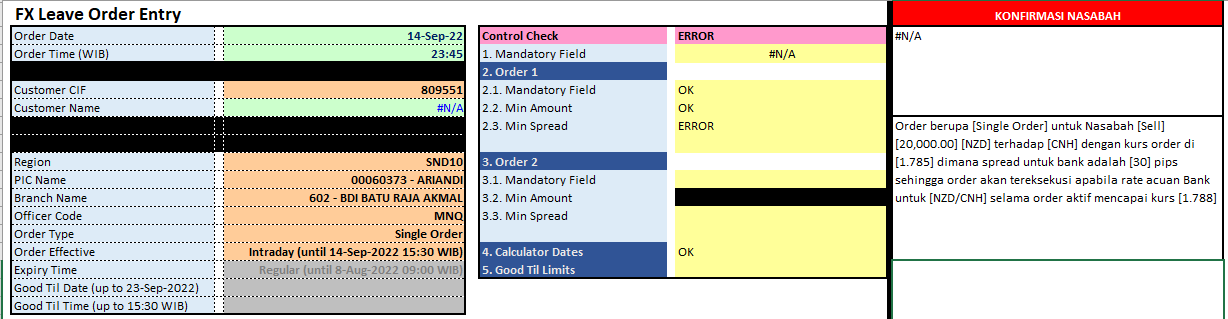 FX Leave Order Entry
Order Date 14-Sep-22
Order Time (WIB) 23:45
Customer CIF 809551
Customer Name #N/A
Region SND10
PIC Name 00060373 - ARIANDI
Branch Name 602 - BDI BATU RAJA AKMAL
Officer Code MNQ
Order Type Single Order
Order Effective Intraday (until 14-Sep-2022 15:30 WIB)
Expiry Time Regular (until 8-Aug-2022 09:00 WIB)
Good Til Date (up to 23-Sep-2022)
Good Til Time (up to 15:30 WIB)
Control Check ERROR
1. Mandatory Field #N/A
2. Order 1
2.1. Mandatory Field OK
2.2. Min Amount OK
2.3. Min Spread ERROR
3. Order 2
3.1. Mandatory Field
3.2. Min Amount
3.3. Min Spread
4. Calculator Dates OK
5. Good Til Limits
KONFIRMASI NASABAH
#N/A
Order berupa [Single Order] untuk Nasabah [Sell]
[20,000.00] [NZD] terhadap [CNH] dengan kurs order di
[1.785] dimana spread untuk bank adalah [30] pips
sehingga order akan tereksekusi apabila rate acuan Bank
untuk [NZD/CNH] selama order aktif mencapai kurs [1.788]